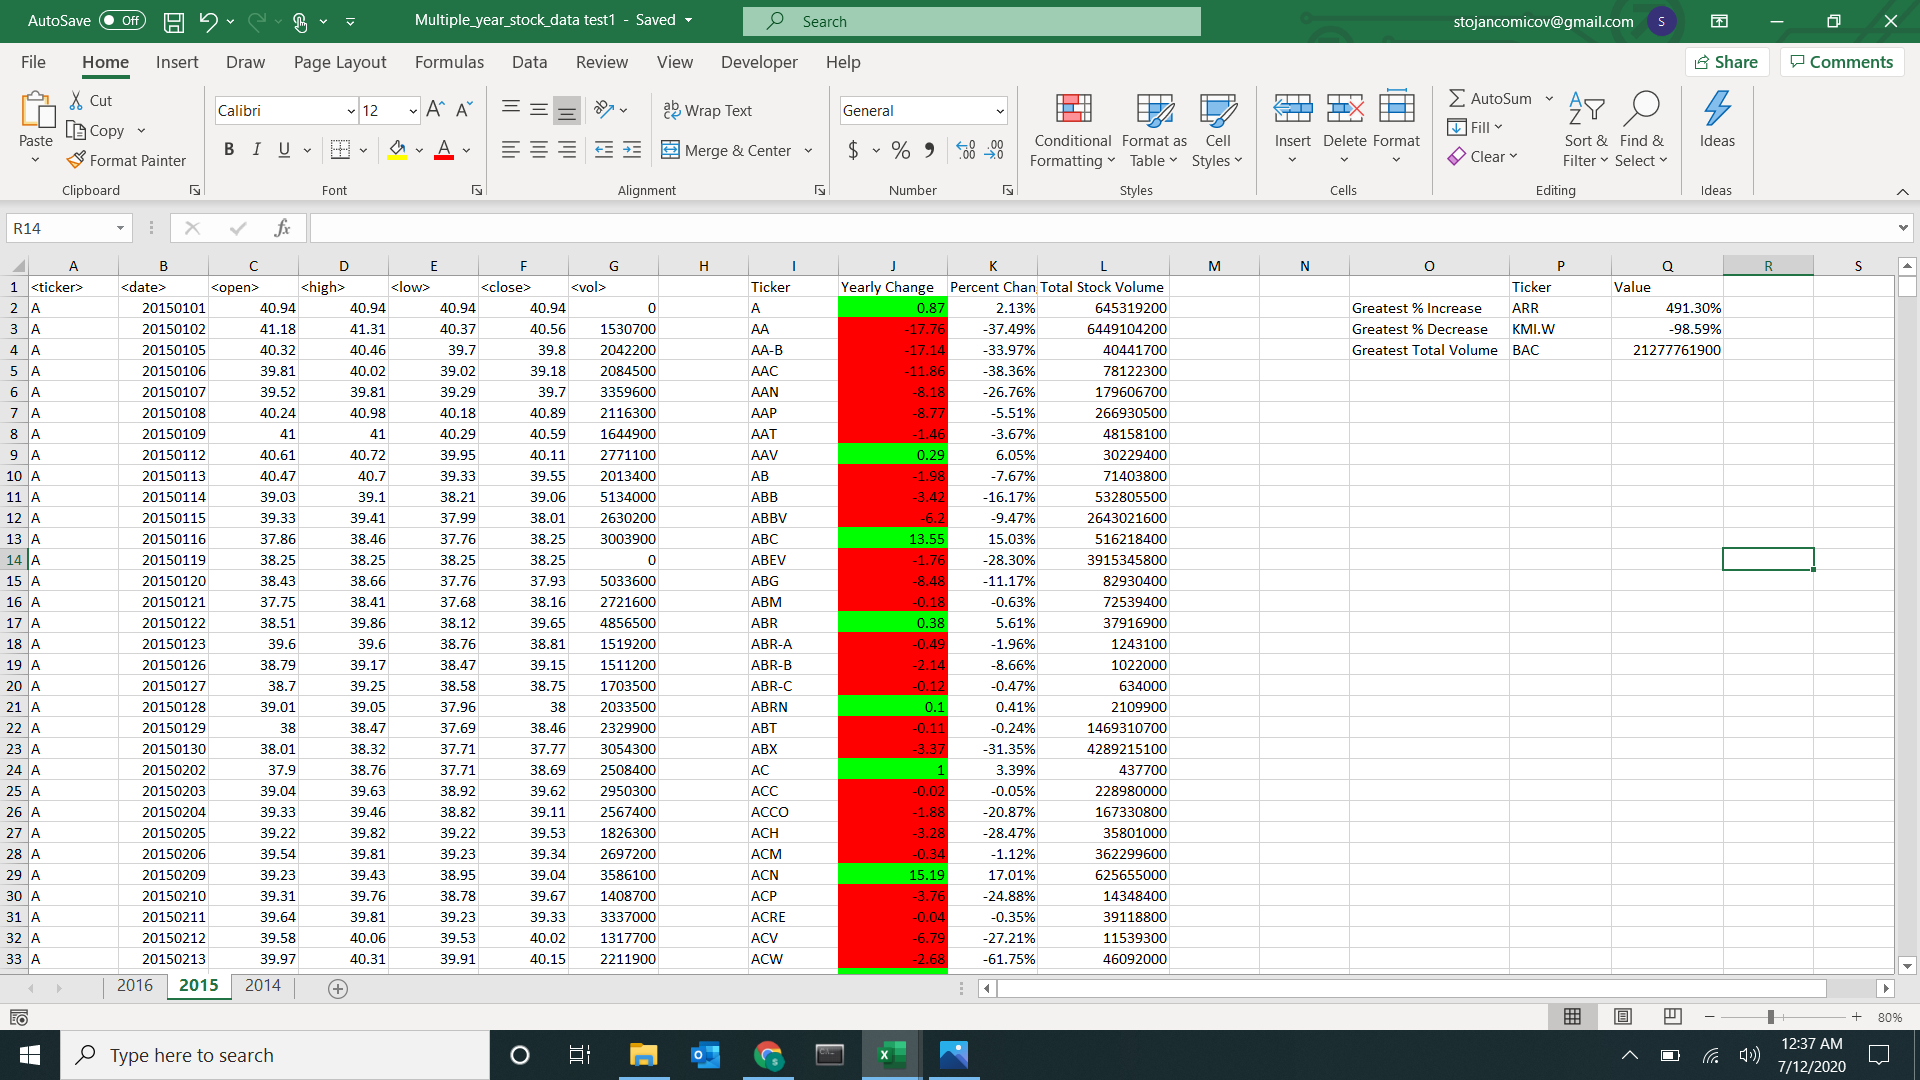 AutoSave Off Multiple_year_stock_data test1 - Saved Search stojancomicov@gmail.com S
File Home Insert Draw Page Layout Formulas Data Review View Developer Help Share Comments
Paste Cut Copy Format Painter Clipboard
Calibri 12 B I U A Font
ab Wrap Text Merge & Center Alignment
General $ % Number
Conditional Formatting Format as Table Cell Styles Styles
Insert Delete Format Cells
AutoSum Fill Clear Sort & Filter Find & Select Editing
Ideas Ideas
R14 fx
A B C D E F G H I J K L M N O P Q R S
1 <ticker> <date> <open> <high> <low> <close> <vol> Ticker Yearly Change Percent Chan Total Stock Volume Ticker Value
2 A 20150101 40.94 40.94 40.94 40.94 0 A 0.87 2.13% 645319200 Greatest % Increase ARR 491.30%
3 A 20150102 41.18 41.31 40.37 40.56 1530700 AA -17.76 -37.49% 6449104200 Greatest % Decrease KMI.W -98.59%
4 A 20150105 40.32 40.46 39.7 39.8 2042200 AA-B -17.14 -33.97% 40441700 Greatest Total Volume BAC 21277761900
5 A 20150106 39.81 40.02 39.02 39.18 2084500 AAC -11.86 -38.36% 78122300
6 A 20150107 39.52 39.81 39.29 39.7 3359600 AAN -8.18 -26.76% 179606700
7 A 20150108 40.24 40.98 40.18 40.89 2116300 AAP -8.77 -5.51% 266930500
8 A 20150109 41 41 40.29 40.59 1644900 AAT -1.46 -3.67% 48158100
9 A 20150112 40.61 40.72 39.95 40.11 2771100 AAV 0.29 6.05% 30229400
10 A 20150113 40.47 40.7 39.33 39.55 2013400 AB -1.98 -7.67% 71403800
11 A 20150114 39.03 39.1 38.21 39.06 5134000 ABB -3.42 -16.17% 532805500
12 A 20150115 39.33 39.41 37.99 38.01 2630200 ABBV -6.2 -9.47% 2643021600
13 A 20150116 37.86 38.46 37.76 38.25 3003900 ABC 13.55 15.03% 516218400
14 A 20150119 38.25 38.25 38.25 38.25 0 ABEV -1.76 -28.30% 3915345800
15 A 20150120 38.43 38.66 37.76 37.93 5033600 ABG -8.48 -11.17% 82930400
16 A 20150121 37.75 38.41 37.68 38.16 2721600 ABM -0.18 -0.63% 72539400
17 A 20150122 38.51 39.86 38.12 39.65 4856500 ABR 0.38 5.61% 37916900
18 A 20150123 39.6 39.6 38.76 38.81 1519200 ABR-A -0.49 -1.96% 1243100
19 A 20150126 38.79 39.17 38.47 39.15 1511200 ABR-B -2.14 -8.66% 1022000
20 A 20150127 38.7 39.25 38.58 38.75 1703500 ABR-C -0.12 -0.47% 634000
21 A 20150128 39.01 39.05 37.96 38 2033500 ABRN 0.1 0.41% 2109900
22 A 20150129 38 38.47 37.69 38.46 2329900 ABT -0.11 -0.24% 1469310700
23 A 20150130 38.01 38.32 37.71 37.77 3054300 ABX -3.37 -31.35% 4289215100
24 A 20150202 37.9 38.76 37.71 38.69 2508400 AC 1 3.39% 437700
25 A 20150203 39.04 39.63 38.92 39.62 2950300 ACC -0.02 -0.05% 228980000
26 A 20150204 39.33 39.46 38.82 39.11 2567400 ACCO -1.88 -20.87% 167330800
27 A 20150205 39.22 39.82 39.22 39.53 1826300 ACH -3.28 -28.47% 35801000
28 A 20150206 39.54 39.81 39.23 39.34 2697200 ACM -0.34 -1.12% 362299600
29 A 20150209 39.23 39.43 38.95 39.04 3586100 ACN 15.19 17.01% 625655000
30 A 20150210 39.31 39.76 38.78 39.67 1408700 ACP -3.76 -24.88% 14348400
31 A 20150211 39.64 39.81 39.23 39.33 3337000 ACRE -0.04 -0.35% 39118800
32 A 20150212 39.58 40.06 39.53 40.02 1317700 ACV -6.79 -27.21% 11539300
33 A 20150213 39.97 40.31 39.91 40.15 2211900 ACW -2.68 -61.75% 46092000
2016 2015 2014
80%
Type here to search 12:37 AM
7/12/2020